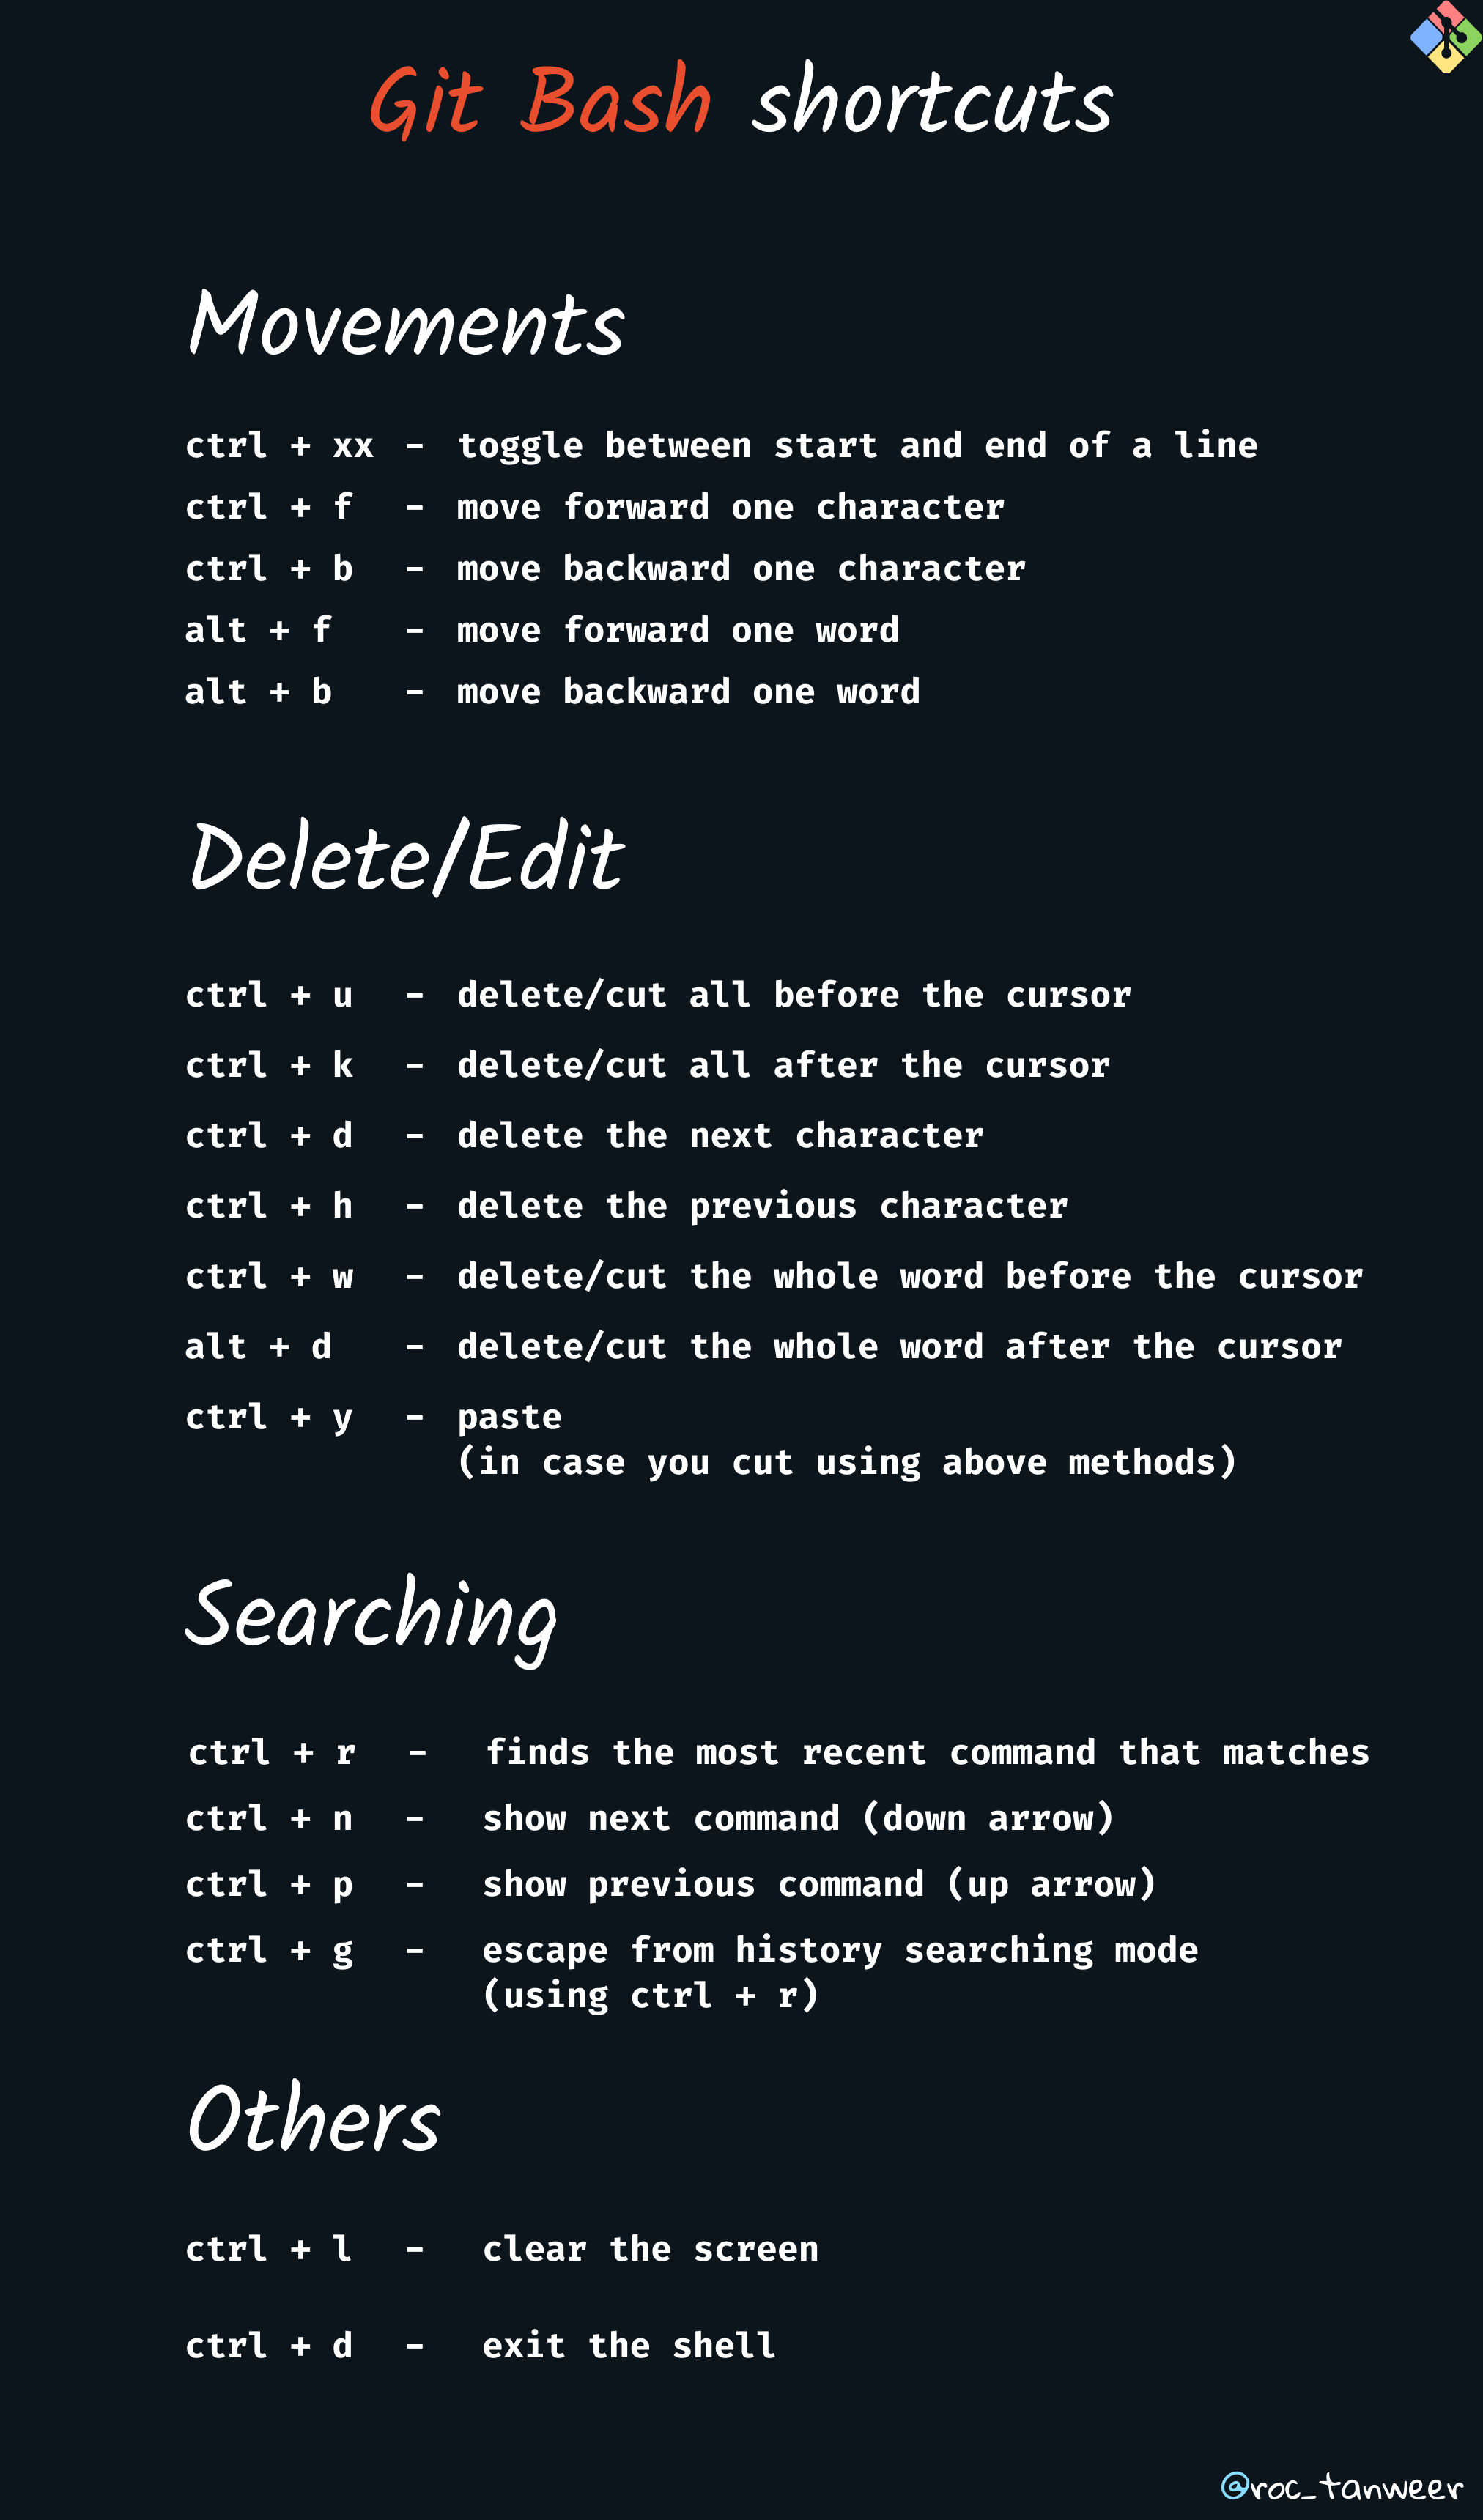 Git Bash shortcuts
Movements
ctrl + xx - toggle between start and end of a line
ctrl + f - move forward one character
ctrl + b - move backward one character
alt + f - move forward one word
alt + b - move backward one word
Delete/Edit
ctrl + u - delete/cut all before the cursor
ctrl + k - delete/cut all after the cursor
ctrl + d - delete the next character
ctrl + h - delete the previous character
ctrl + w - delete/cut the whole word before the cursor
alt + d - delete/cut the whole word after the cursor
ctrl + y - paste
(in case you cut using above methods)
Searching
ctrl + r - finds the most recent command that matches
ctrl + n - show next command (down arrow)
ctrl + p - show previous command (up arrow)
ctrl + g - escape from history searching mode
(using ctrl + r)
Others
ctrl + l - clear the screen
ctrl + d - exit the shell
@roc_tanweer